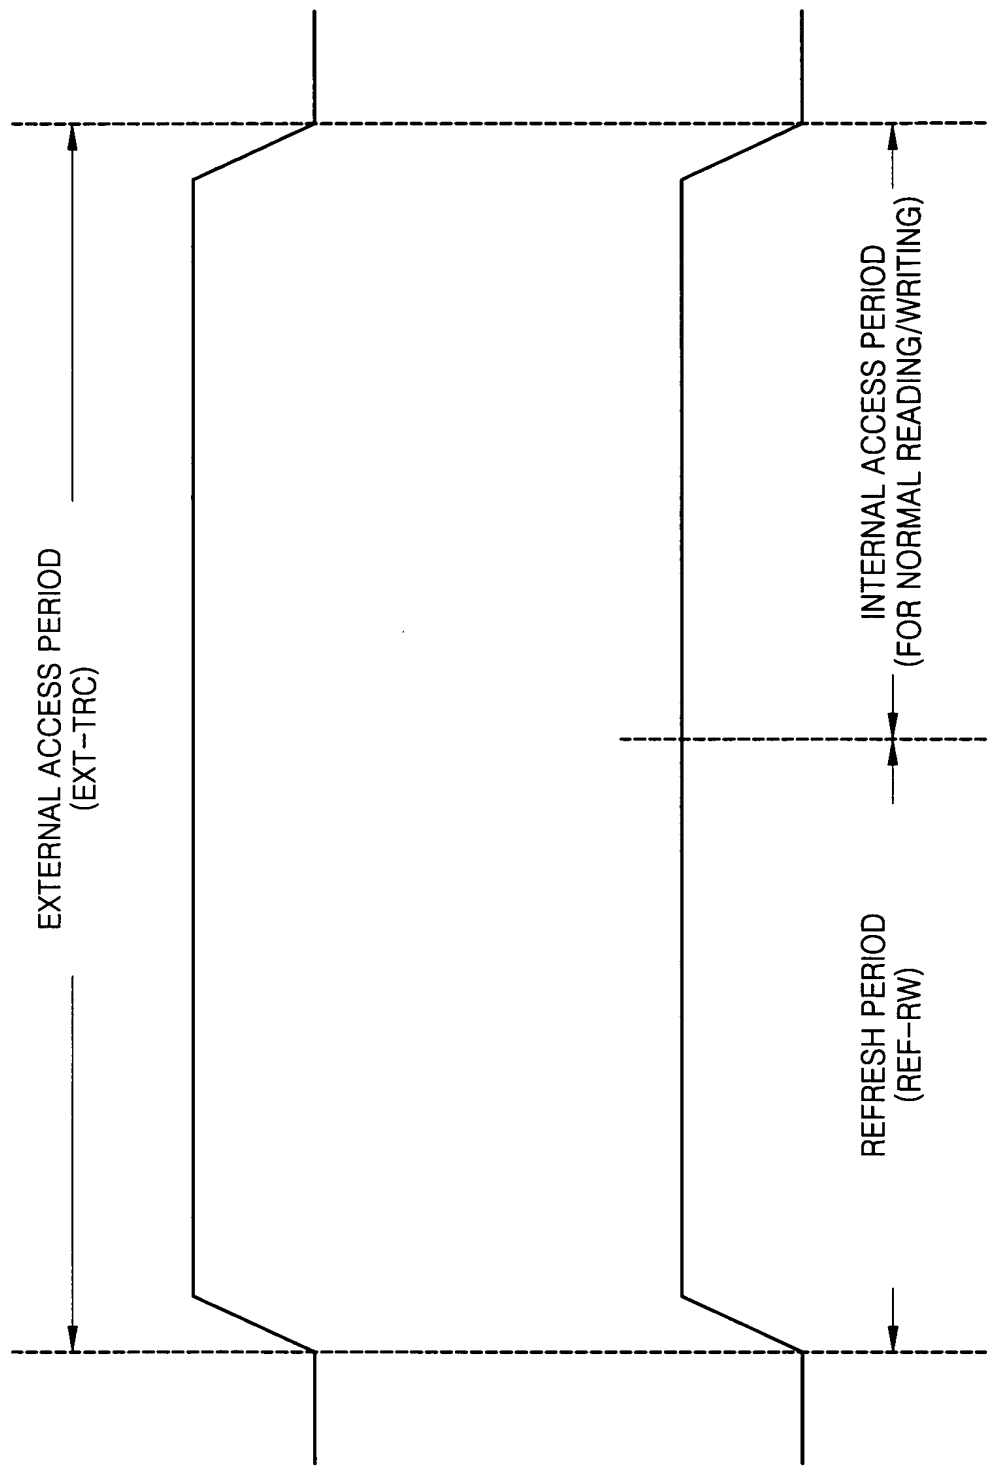 EXTERNAL ACCESS PERIOD
(EXT-TRC)
REFRESH PERIOD
(REF-RW)
INTERNAL ACCESS PERIOD
(FOR NORMAL READING/WRITING)